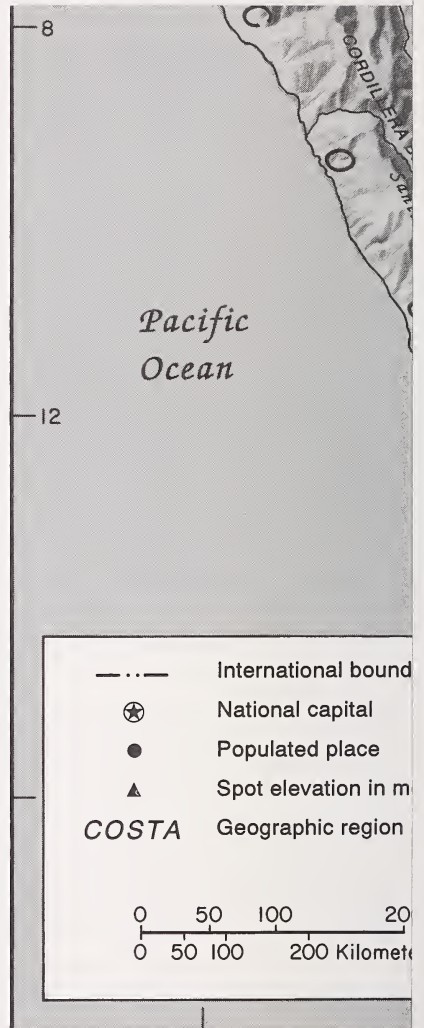 8
C
CORDILLERA
O
Pacific
Ocean
12
International bound
National capital
Populated place
Spot elevation in m
COSTA Geographic region
0 50 100 20
0 50 100 200 Kilomete